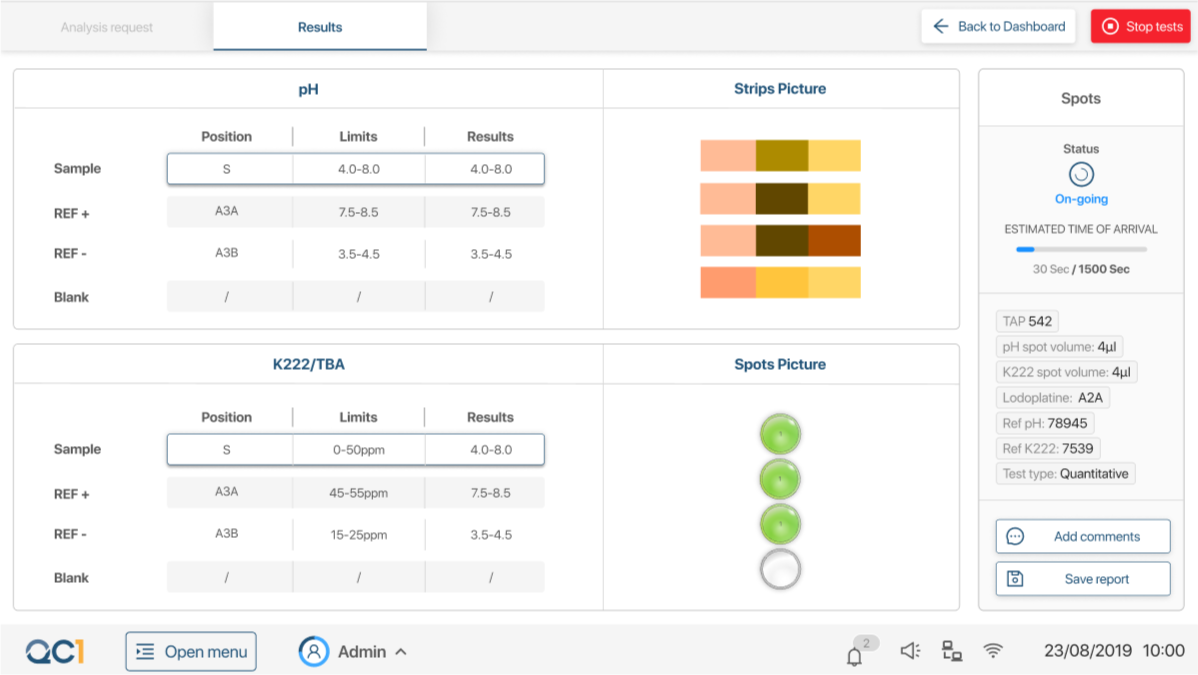 Analysis request
Results
Back to Dashboard
Stop tests
pH
Position Limits Results
Sample S 4.0-8.0 4.0-8.0
REF + A3A 7.5-8.5 7.5-8.5
REF - A3B 3.5-4.5 3.5-4.5
Blank / / /
Strips Picture
K222/TBA
Position Limits Results
Sample S 0-50ppm 4.0-8.0
REF + A3A 45-55ppm 7.5-8.5
REF - A3B 15-25ppm 3.5-4.5
Blank / / /
Spots Picture
Spots
Status
On-going
ESTIMATED TIME OF ARRIVAL
30 Sec / 1500 Sec
TAP 542
pH spot volume: 4µl
K222 spot volume: 4µl
Lodoplatine: A2A
Ref pH: 78945
Ref K222: 7539
Test type: Quantitative
Add comments
Save report
QC1
Open menu
Admin
2
23/08/2019 10:00